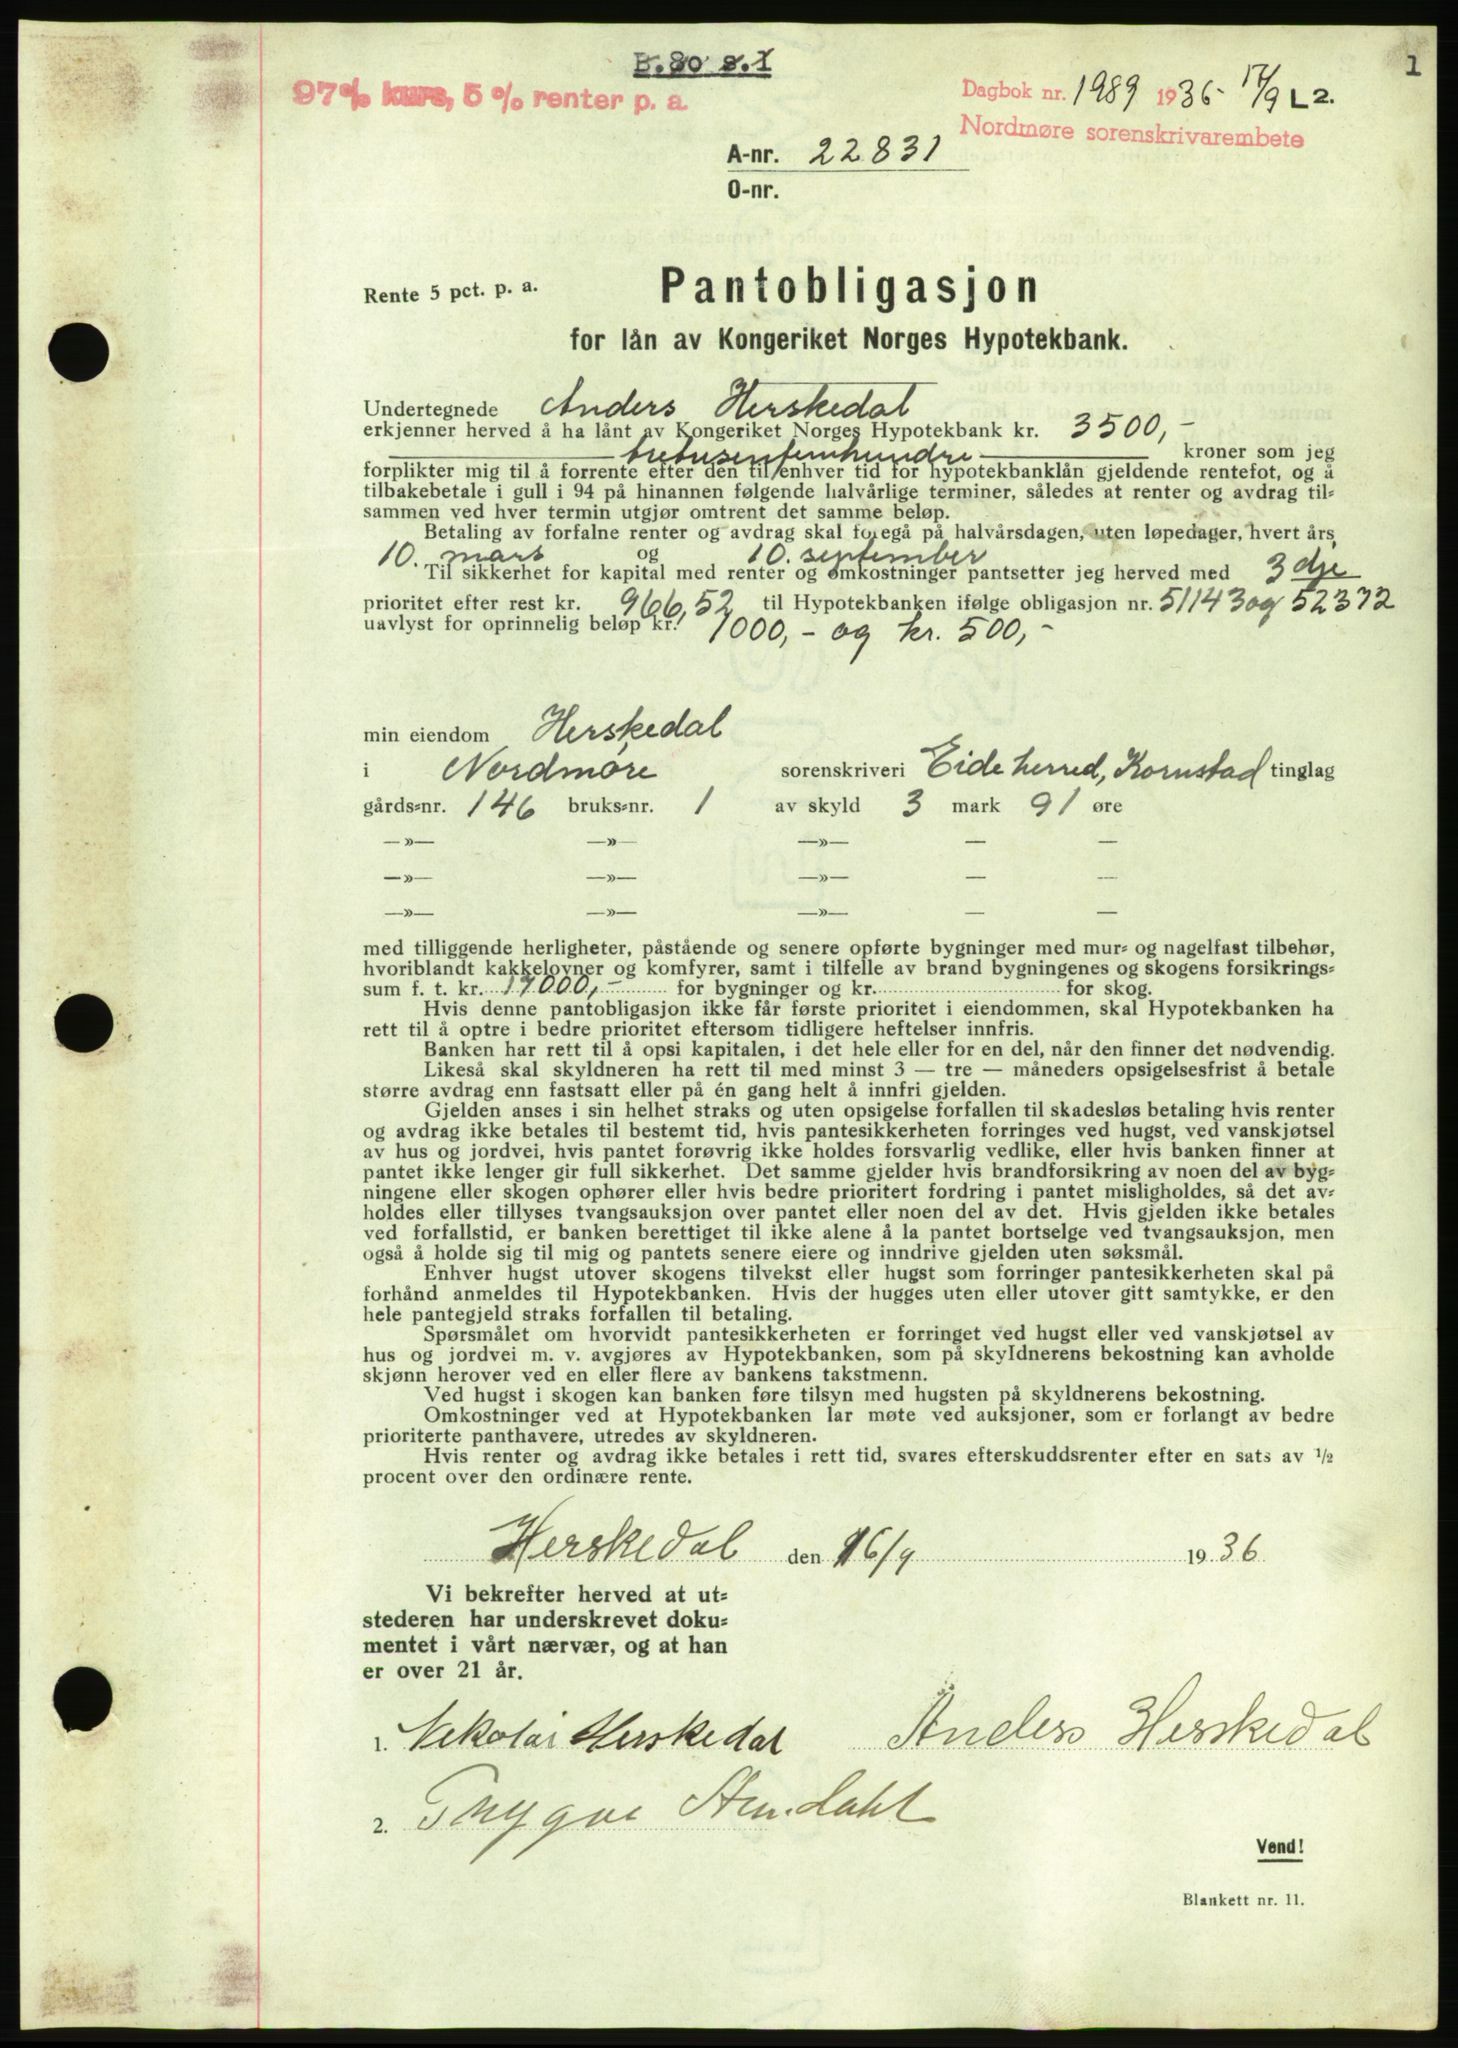 B.80 s.1
1
97% kurs, 5% renter p. a.
Dagbok nr. 1989 1936 - 17/9 L 2.
Nordmøre sorenskrivarembete
A-nr. 22831
O-nr.
Rente 5 pct. p. a.
Pantobligasjon
for lån av Kongeriket Norges Hypotekbank.
Undertegnede Anders Herskedal
erkjenner herved å ha lånt av Kongeriket Norges Hypotekbank kr. 3500,-
tretusenfemhundre kroner som jeg
forplikter mig til å forrente efter den til enhver tid for hypotekbanklån gjeldende rentefot, og å
tilbakebetale i gull i 94 på hinannen følgende halvårlige terminer, således at renter og avdrag til=
sammen ved hver termin utgjør omtrent det samme beløp.
Betaling av forfalne renter og avdrag skal foregå på halvårsdagen, uten løpedager, hvert års
10. mars og 10. september
Til sikkerhet for kapital med renter og omkostninger pantsetter jeg herved med 3dje
prioritet efter rest kr. 966,52 til Hypotekbanken ifølge obligasjon nr. 51143 og 52372
uavlyst for oprinnelig beløp kr. 1000,- og kr. 500,-
min eiendom Herskedal
i Nordmøre sorenskriveri Eide herred, Kornstad tinglag
gårds=nr. 146 bruks=nr. 1 av skyld 3 mark 91 øre
—»— —»— —»— — —
—»— —»— —»— — —
—»— —»— —»— — —
med tilliggende herligheter, påstående og senere opførte bygninger med mur= og nagelfast tilbehør,
hvoriblandt kakkelovner og komfyrer, samt i tilfelle av brand bygningenes og skogens forsikrings=
sum f. t. kr. 17000,- for bygninger og kr. for skog.
Hvis denne pantobligasjon ikke får første prioritet i eiendommen, skal Hypotekbanken ha
rett til å optre i bedre prioritet eftersom tidligere heftelser innfris.
Banken har rett til å opsi kapitalen, i det hele eller for en del, når den finner det nødvendig.
Likeså skal skyldneren ha rett til med minst 3 — tre — måneders opsigelsesfrist å betale
større avdrag enn fastsatt eller på én gang helt å innfri gjelden.
Gjelden anses i sin helhet straks og uten opsigelse forfallen til skadesløs betaling hvis renter
og avdrag ikke betales til bestemt tid, hvis pantesikkerheten forringes ved hugst, ved vanskjøtsel
av hus og jordvei, hvis pantet forøvrig ikke holdes forsvarlig vedlike, eller hvis banken finner at
pantet ikke lenger gir full sikkerhet. Det samme gjelder hvis brandforsikring av noen del av byg=
ningene eller skogen ophører eller hvis bedre prioritert fordring i pantet misligholdes, så det av=
holdes eller tillyses tvangsauksjon over pantet eller noen del av det. Hvis gjelden ikke betales
ved forfallstid, er banken berettiget til ikke alene å la pantet bortselge ved tvangsauksjon, men
også å holde sig til mig og pantets senere eiere og inndrive gjelden uten søksmål.
Enhver hugst utover skogens tilvekst eller hugst som forringer pantesikkerheten skal på
forhånd anmeldes til Hypotekbanken. Hvis der hugges uten eller utover gitt samtykke, er den
hele pantegjeld straks forfallen til betaling.
Spørsmålet om hvorvidt pantesikkerheten er forringet ved hugst eller ved vanskjøtsel av
hus og jordvei m. v. avgjøres av Hypotekbanken, som på skyldnerens bekostning kan avholde
skjønn herover ved en eller flere av bankens takstmenn.
Ved hugst i skogen kan banken føre tilsyn med hugsten på skyldnerens bekostning.
Omkostninger ved at Hypotekbanken lar møte ved auksjoner, som er forlangt av bedre
prioriterte panthavere, utredes av skyldneren.
Hvis renter og avdrag ikke betales i rett tid, svares efterskuddsrenter efter en sats av 1/2
procent over den ordinære rente.
Herskedal den 16/9 1936
Vi bekrefter herved at ut=
stederen har underskrevet doku=
mentet i vårt nærvær, og at han
er over 21 år.
1. Nekolai Herskedal Anders Herskedal
2. Trygve
Vend!
Blankett nr. 11.